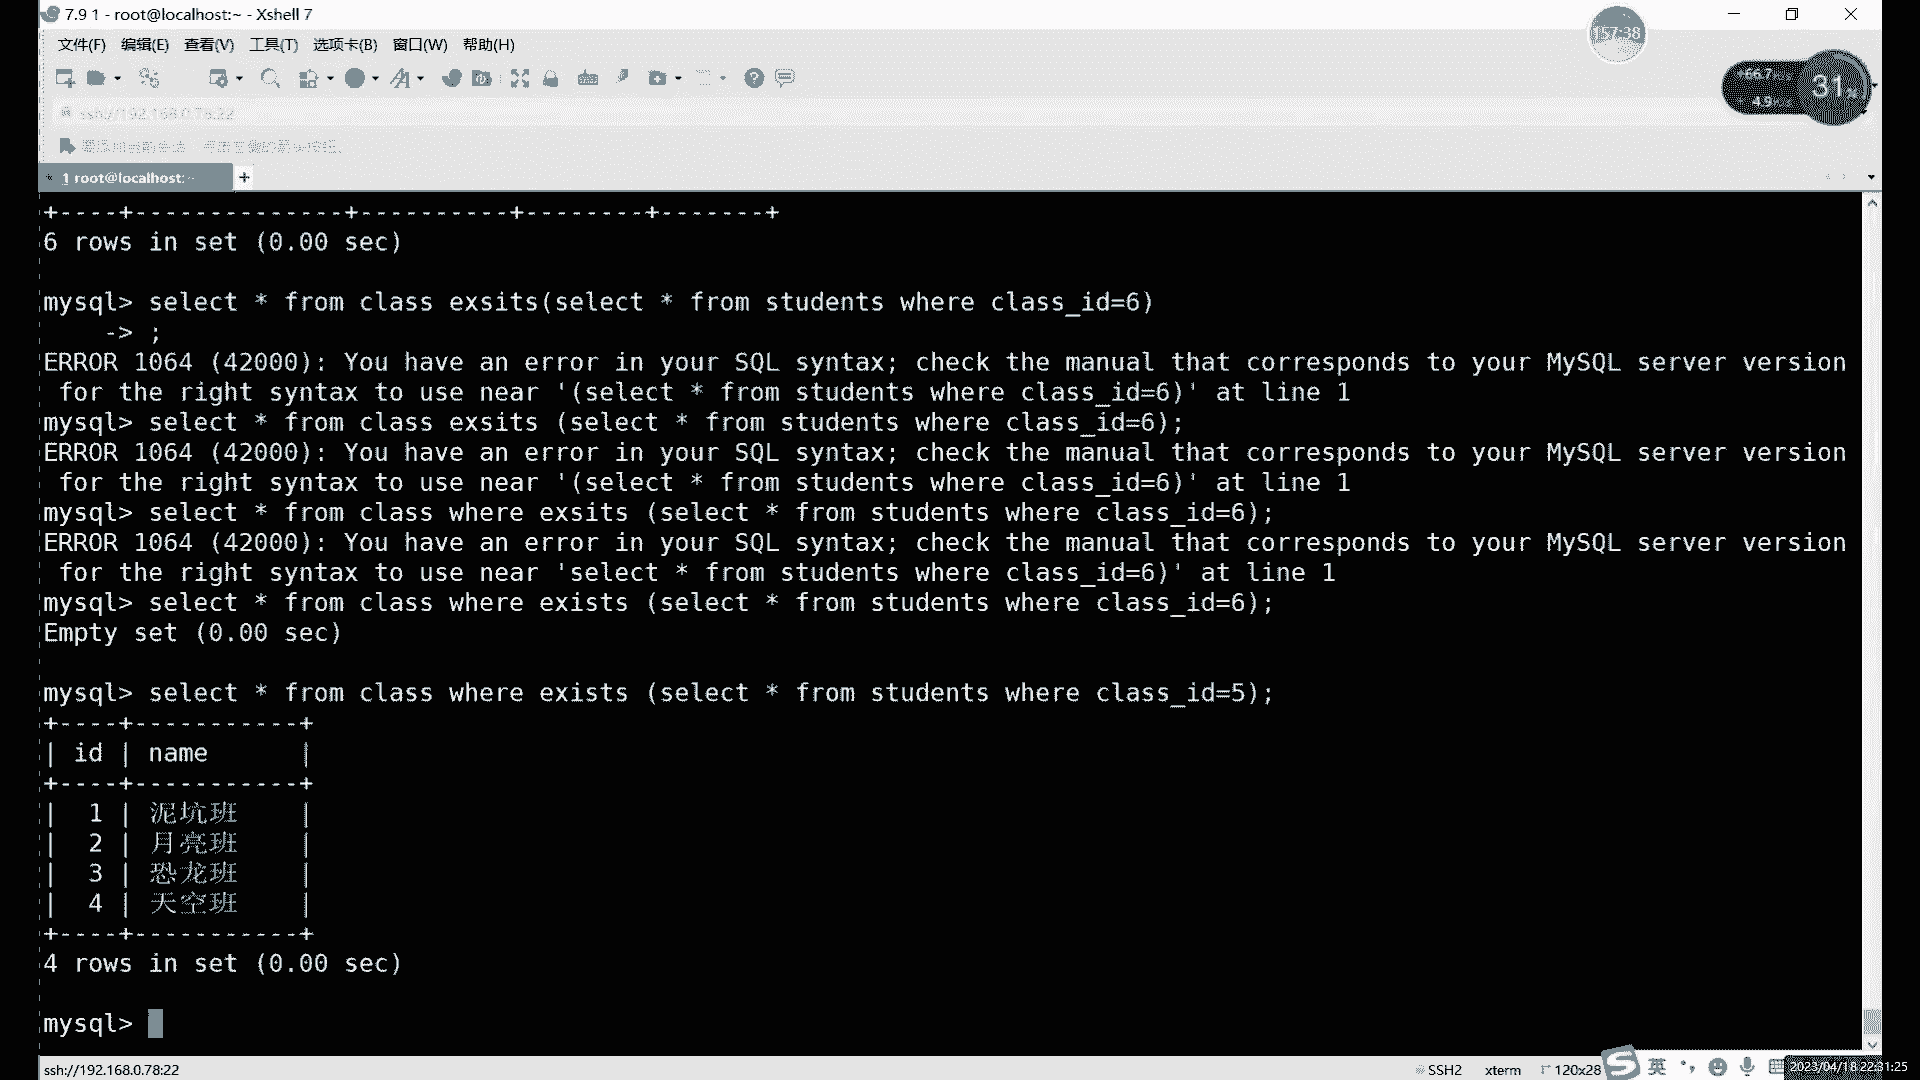 7.9 1 - root@localhost:~ - Xshell 7
文件(F) 编辑(E) 查看(V) 工具(T) 选项卡(B) 窗口(W) 帮助(H)
157:38
31%
ssh://192.168.0.78:22
1 root@localhost:~
+----+--------------+----------+--------+-------+
6 rows in set (0.00 sec)
mysql> select * from class exsits(select * from students where class_id=6)
    -> ;
ERROR 1064 (42000): You have an error in your SQL syntax; check the manual that corresponds to your MySQL server version
 for the right syntax to use near '(select * from students where class_id=6)' at line 1
mysql> select * from class exsits (select * from students where class_id=6);
ERROR 1064 (42000): You have an error in your SQL syntax; check the manual that corresponds to your MySQL server version
 for the right syntax to use near '(select * from students where class_id=6)' at line 1
mysql> select * from class where exsits (select * from students where class_id=6);
ERROR 1064 (42000): You have an error in your SQL syntax; check the manual that corresponds to your MySQL server version
 for the right syntax to use near 'select * from students where class_id=6)' at line 1
mysql> select * from class where exists (select * from students where class_id=6);
Empty set (0.00 sec)
mysql> select * from class where exists (select * from students where class_id=5);
+----+-----------+
| id | name      |
+----+-----------+
|  1 | 泥坑班    |
|  2 | 月亮班    |
|  3 | 恐龙班    |
|  4 | 天空班    |
+----+-----------+
4 rows in set (0.00 sec)
mysql>
ssh://192.168.0.78:22 SSH2 xterm 120x28 英 2023/04/18 22:31:25